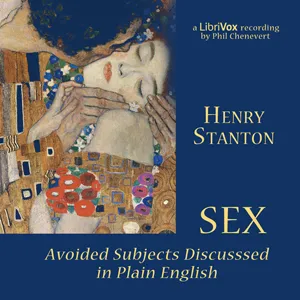 a LibriVox recording
by Phil Chenevert
HENRY
STANTON
SEX
Avoided Subjects Discusssed
in Plain English